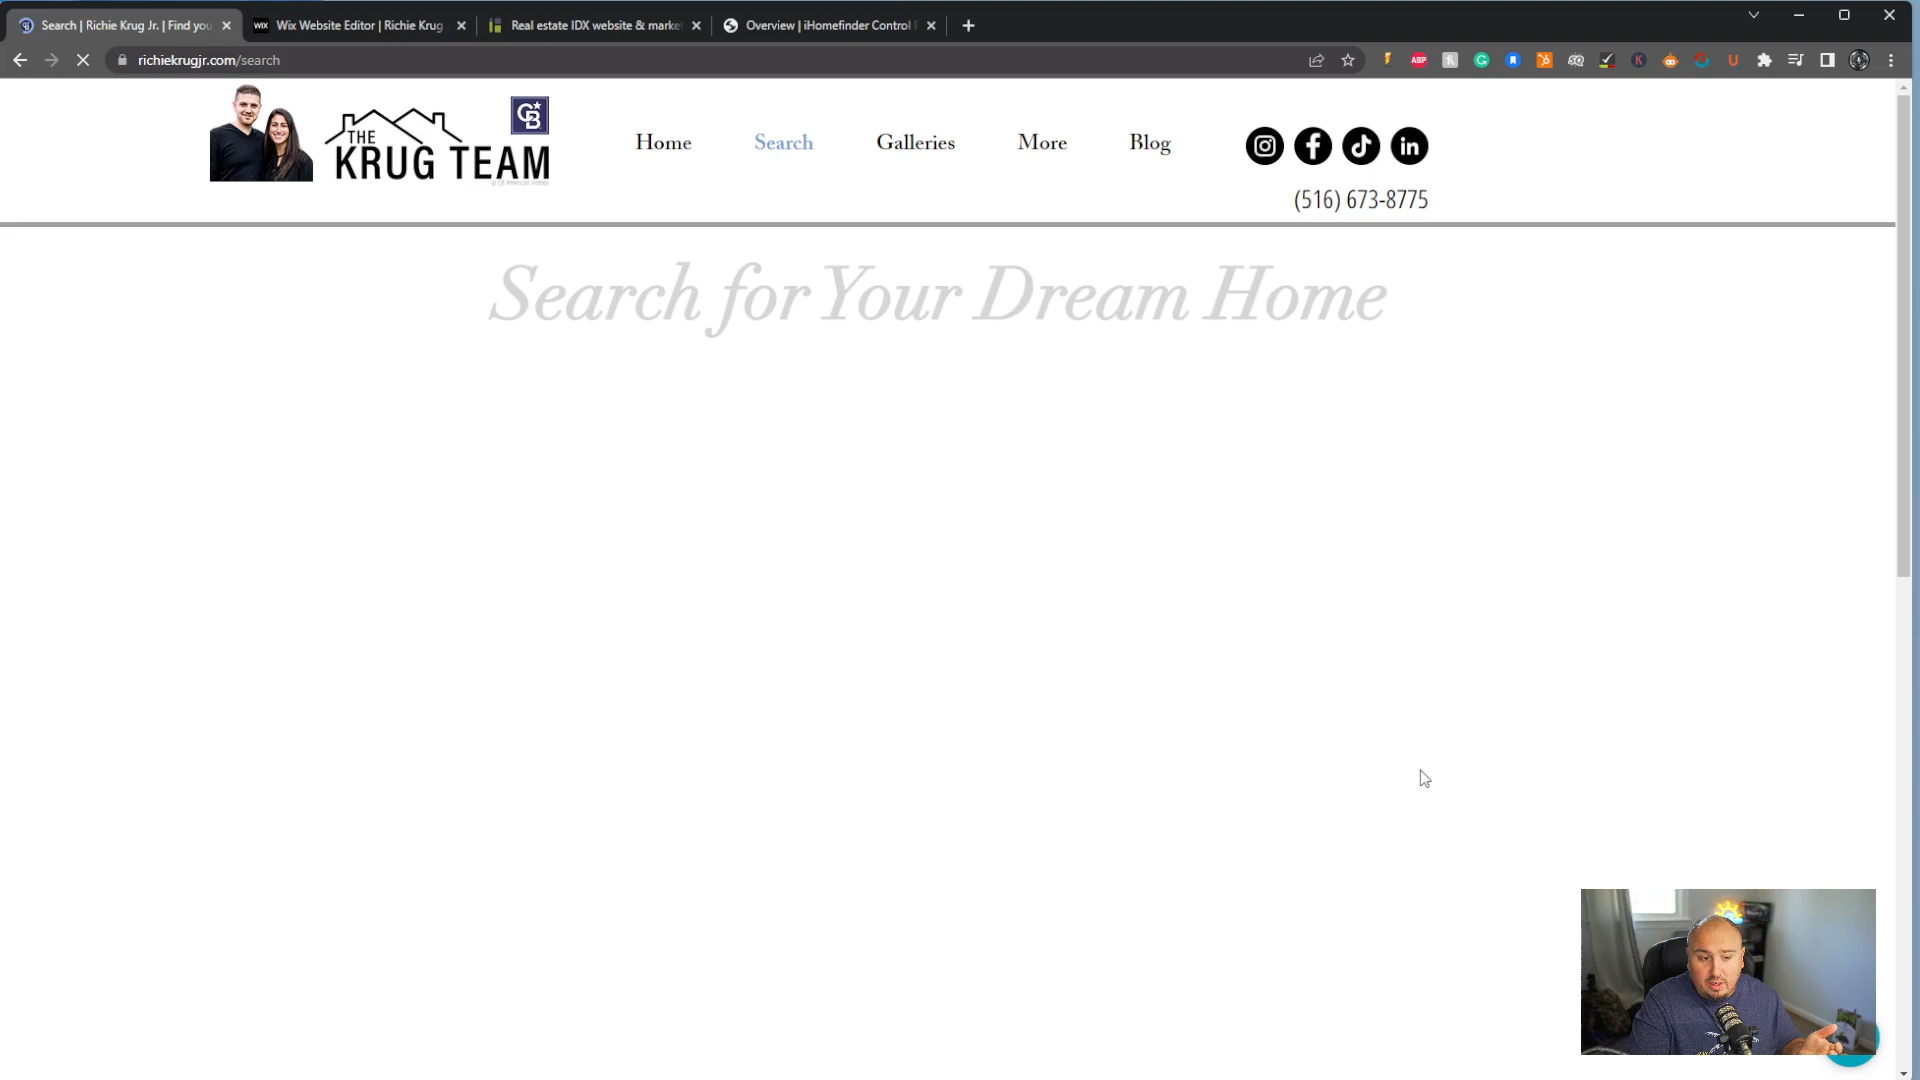 Search | Richie Krug Jr. | Find you
Wix Website Editor | Richie Krug
Real estate IDX website & marke
Overview | iHomefinder Control
richiekrugjr.com/search
ABP
THE
KRUG TEAM
CB
Home
Search
Galleries
More
Blog
(516) 673-8775
Search for Your Dream Home